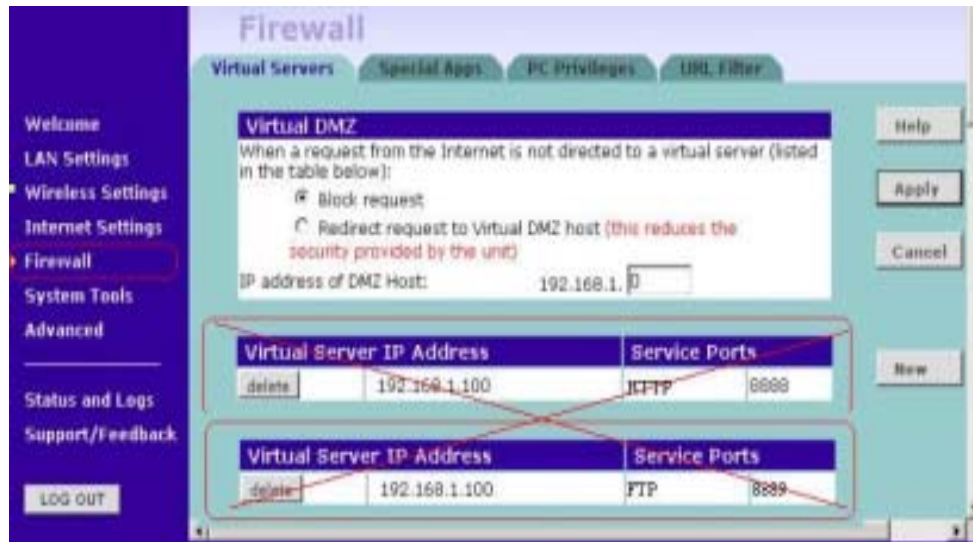 Firewall
Virtual Servers
Special Apps
PC Privileges
URL Filter
Welcome
LAN Settings
Wireless Settings
Internet Settings
Firewall
System Tools
Advanced
Status and Logs
Support/Feedback
LOG OUT
Virtual DMZ
When a request from the Internet is not directed to a virtual server (listed
in the table below):
Block request
Redirect request to Virtual DMZ host (this reduces the
security provided by the unit)
IP address of DMZ Host: 192.168.1. 0
Virtual Server IP Address Service Ports
delete 192.168.1.100 8888
Virtual Server IP Address Service Ports
delete 192.168.1.100 FTP 8889
Help
Apply
Cancel
New